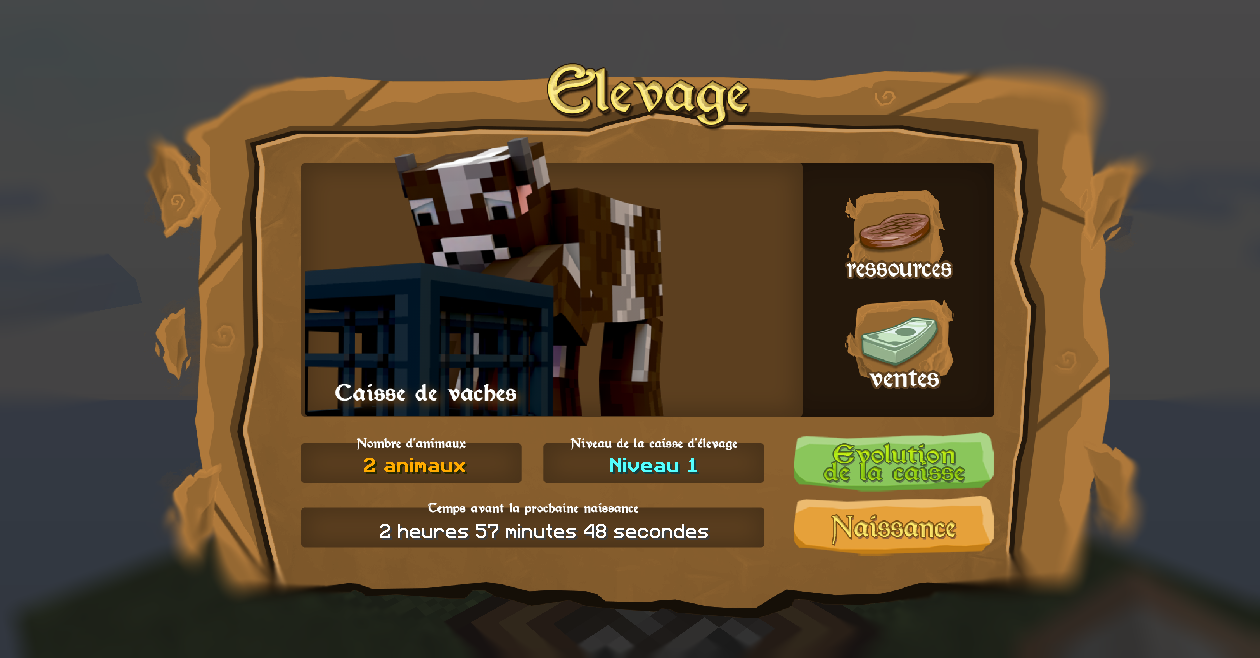 Elevage
ressources
ventes
Caisse de vaches
Nombre d'animaux
2 animaux
Niveau de la caisse d'élevage
Niveau 1
Evolution
de la caisse
Temps avant la prochaine naissance
2 heures 57 minutes 48 secondes
Naissance